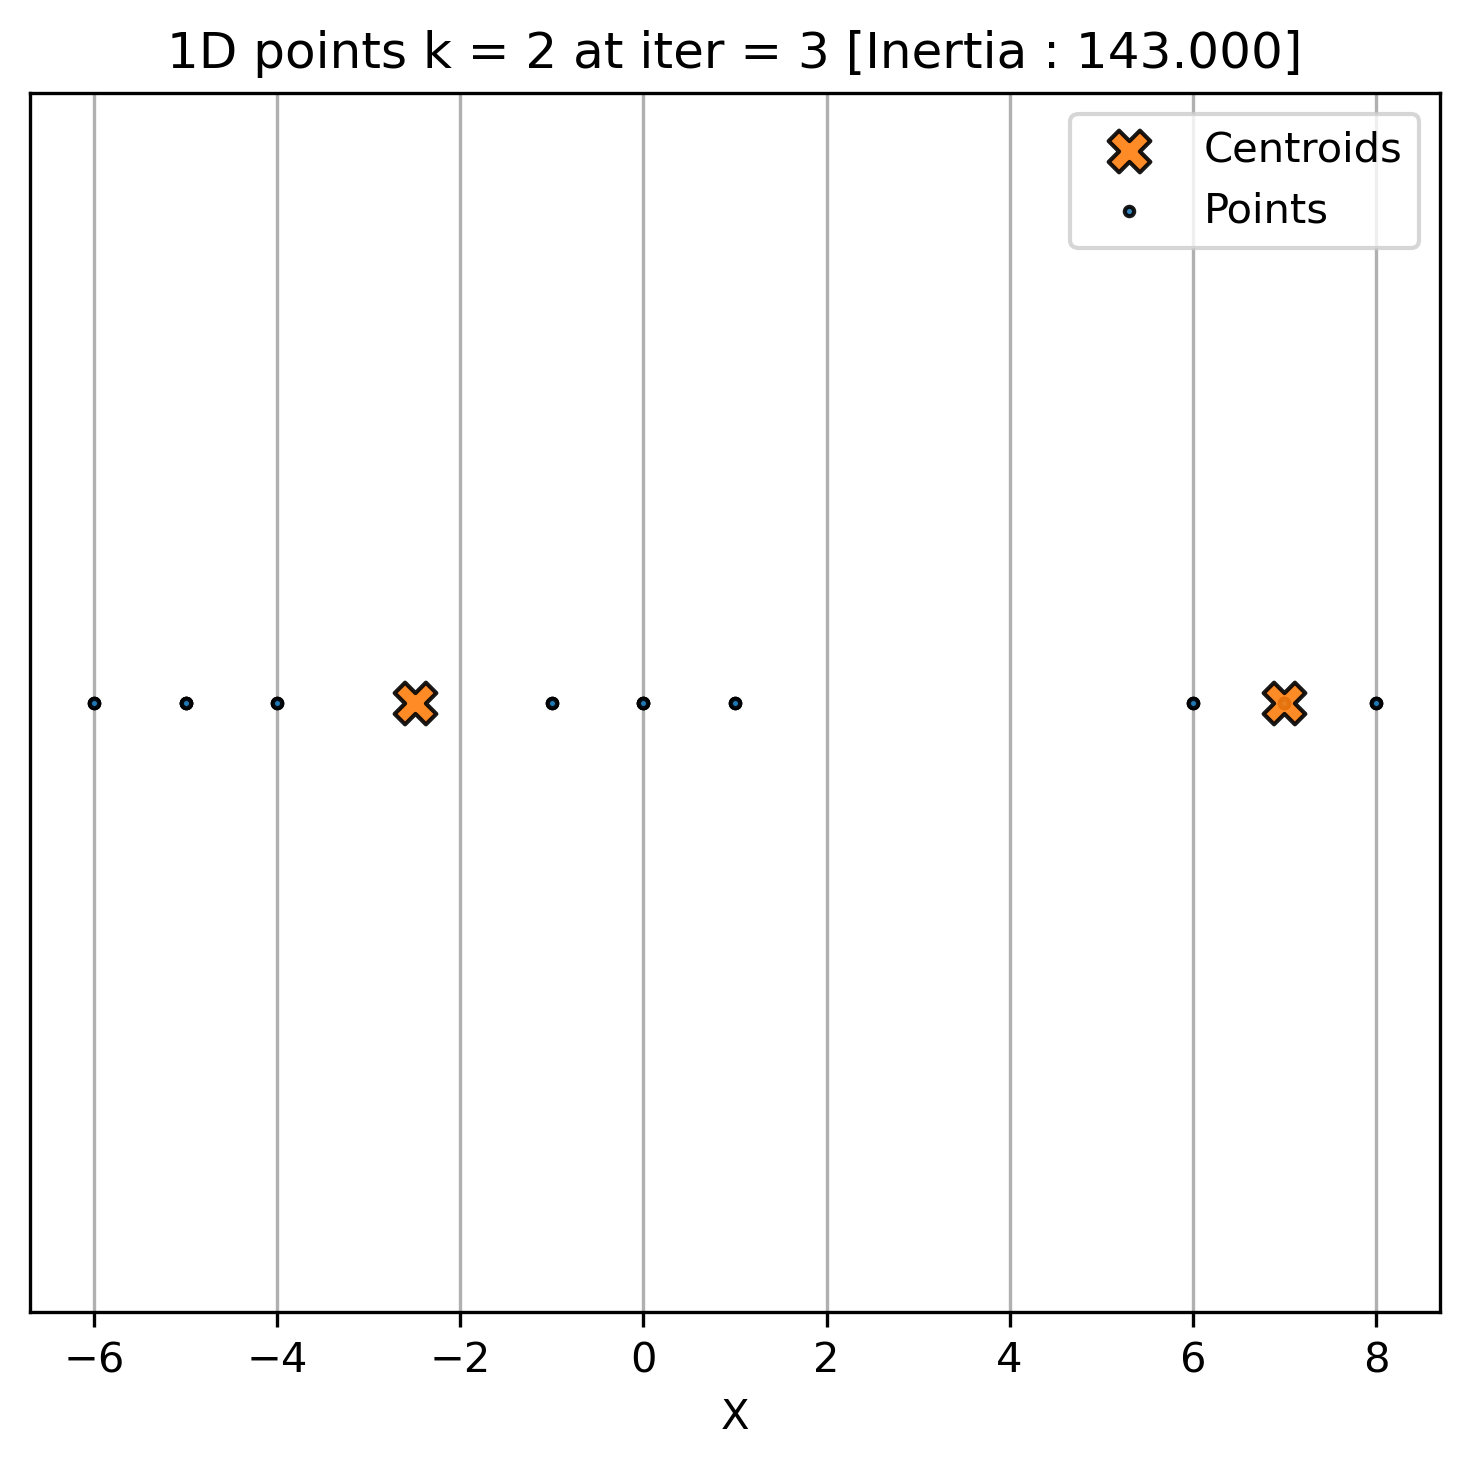 1D points k = 2 at iter = 3 [Inertia : 143.000]
Centroids
Points
−6 −4 −2 0 2 4 6 8
X